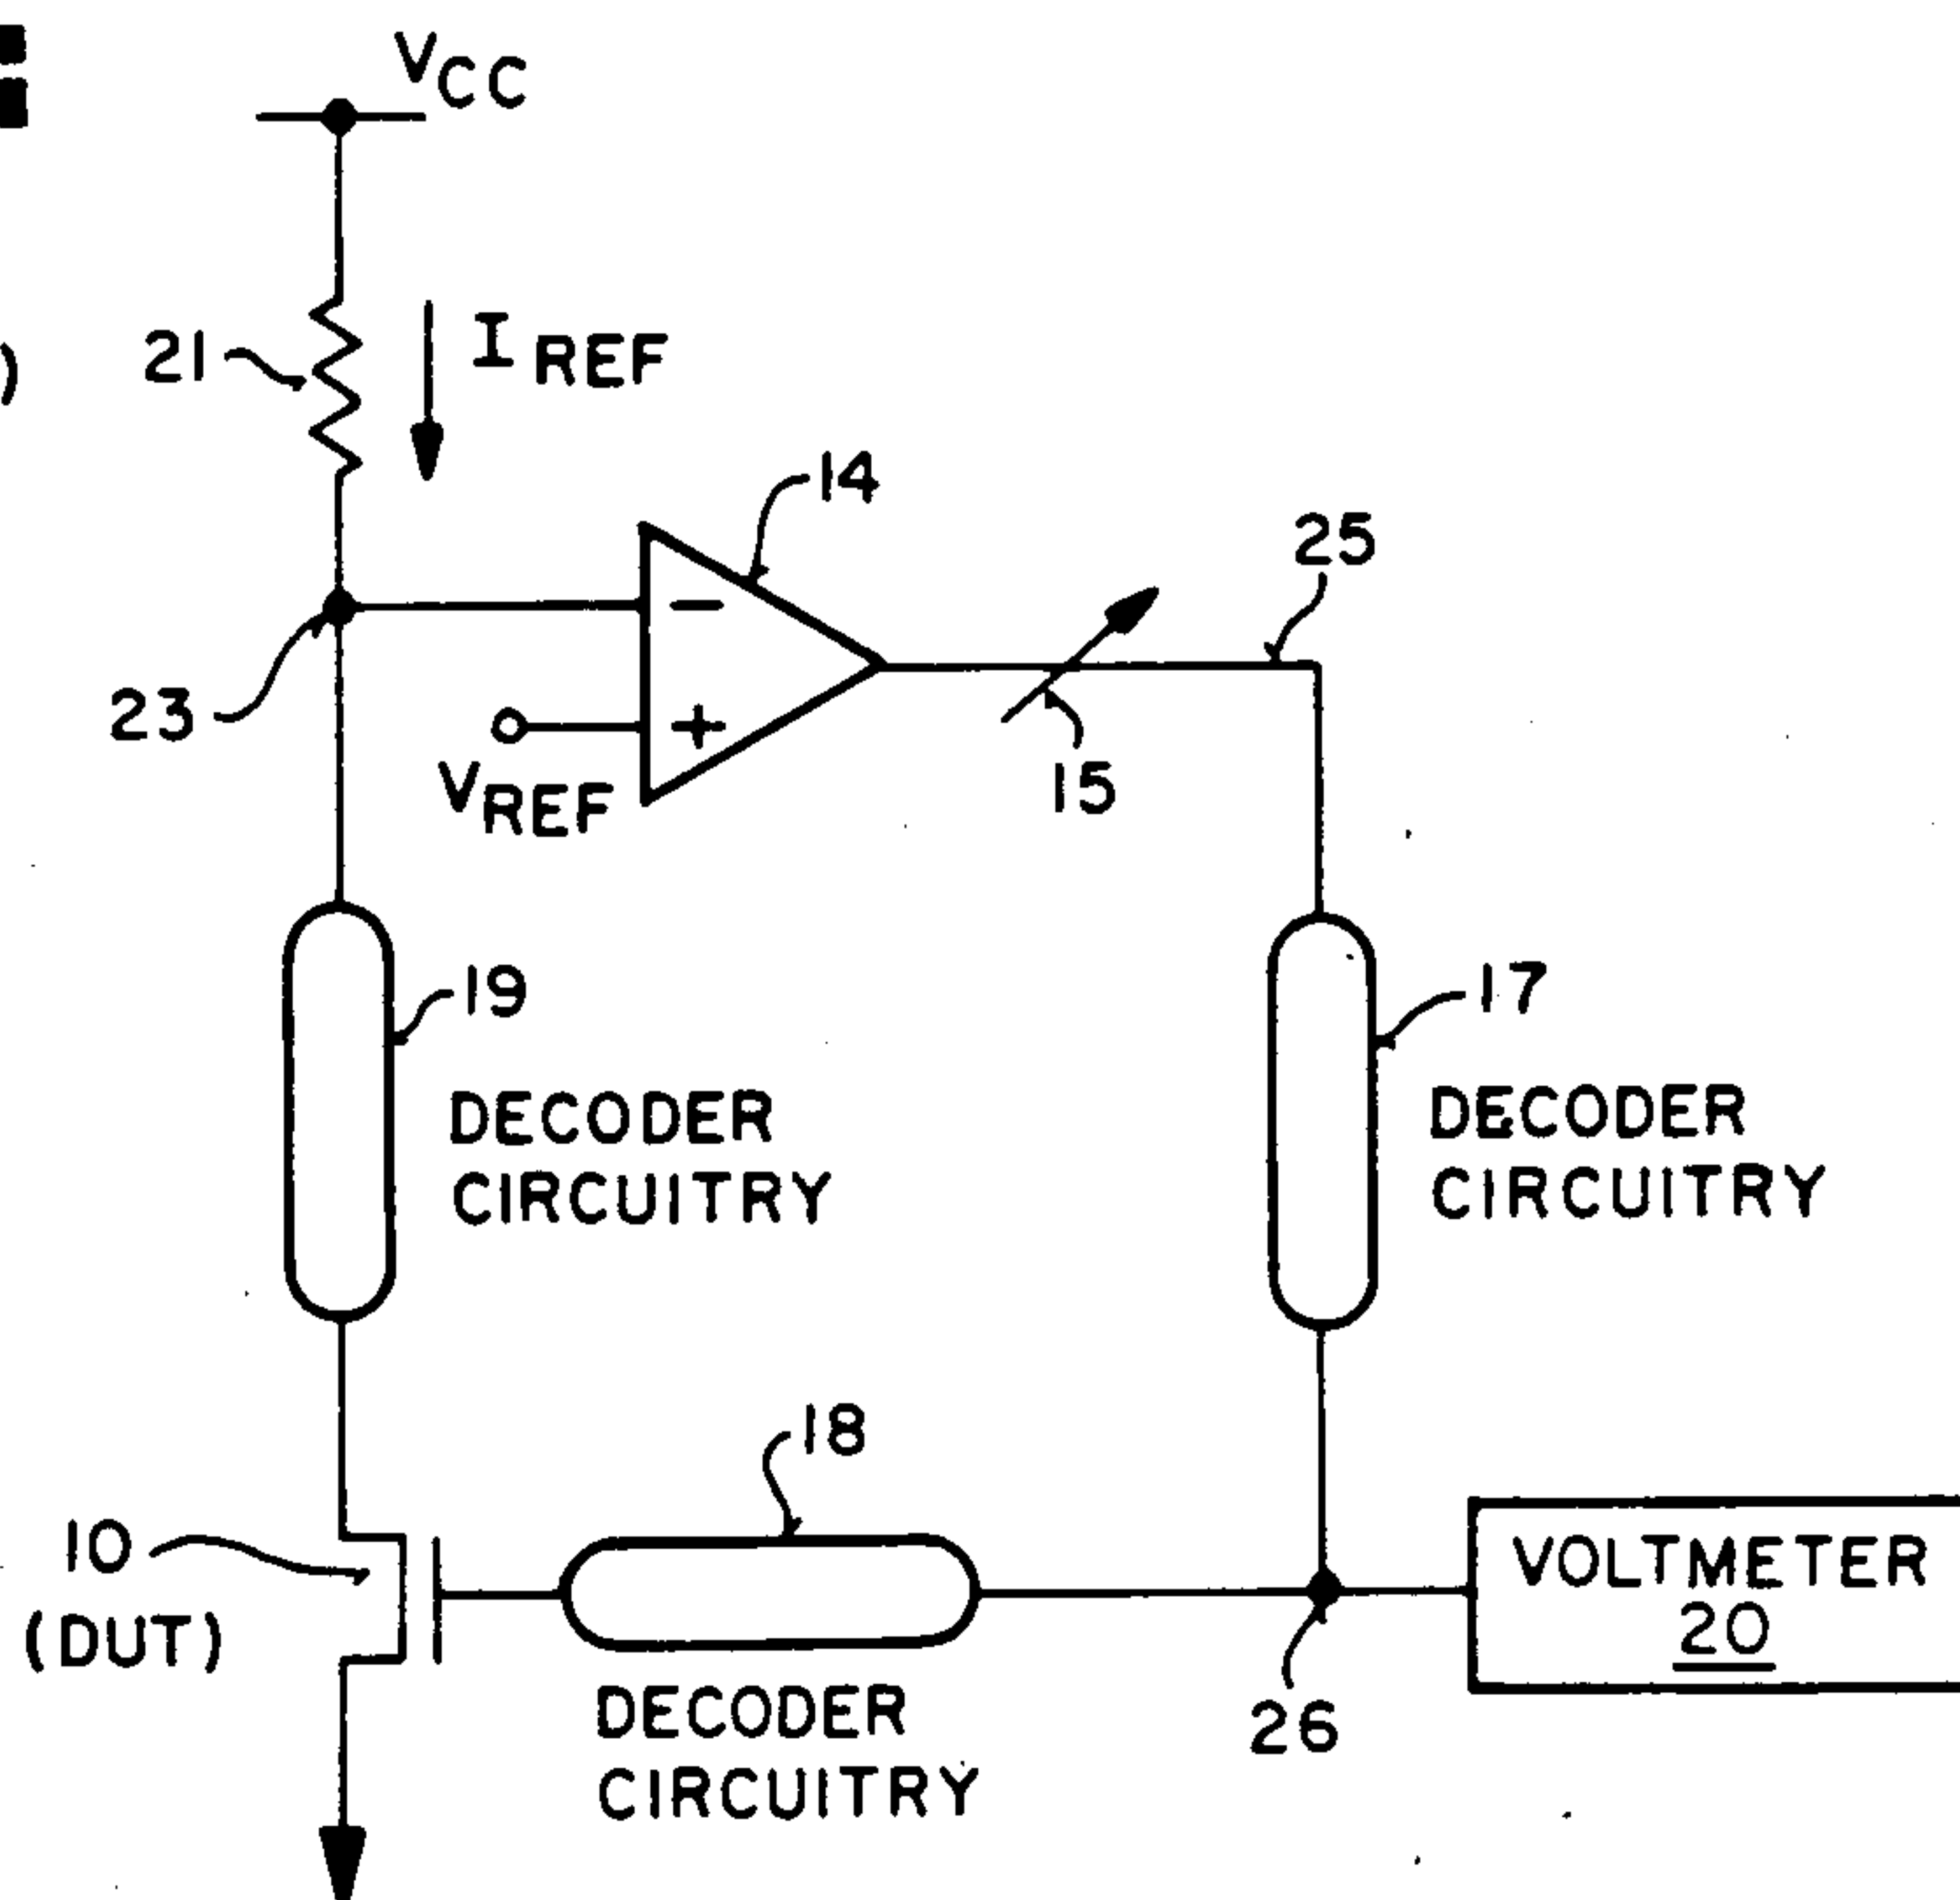 VCC
21
IREF
14
25
23
VREF
15
19
17
DECODER
CIRCUITRY
DECODER
CIRCUITRY
18
10
(DUT)
VOLTMETER
20
DECODER
CIRCUITRY
26
)